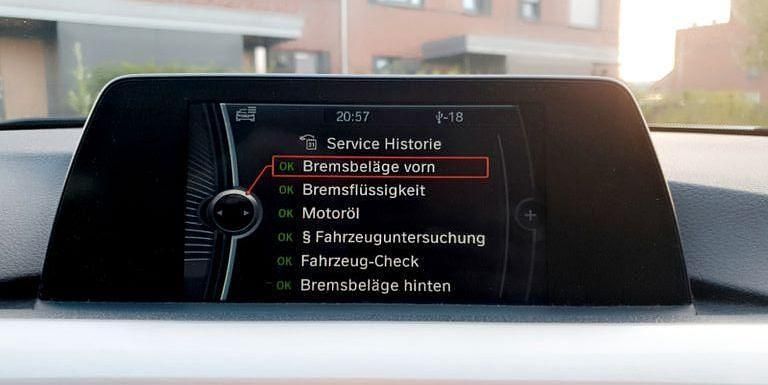 20:57 -18
Service Historie
OK Bremsbeläge vorn
OK Bremsflüssigkeit
OK Motoröl
OK § Fahrzeuguntersuchung
OK Fahrzeug-Check
OK Bremsbeläge hinten